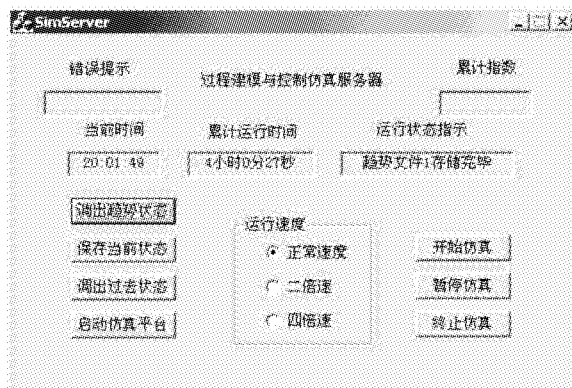 SimServer
错误提示
过程建模与控制仿真服务器
累计指数
当前时间
累计运行时间
运行状态指示
20:01:49
4小时0分27秒
趋势文件1存储完毕
调出趋势状态
保存当前状态
调出过去状态
启动仿真平台
运行速度
正常速度
二倍速
四倍速
开始仿真
暂停仿真
终止仿真